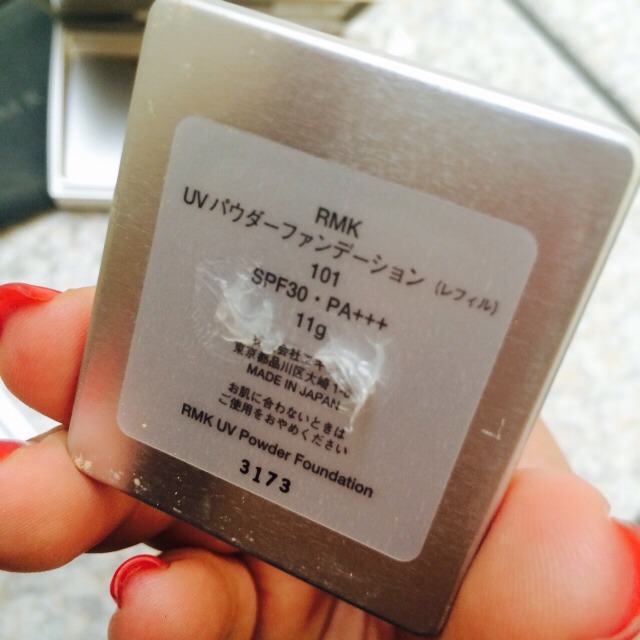 RMK
UVパウダーファンデーション（レフィル）
101
SPF30・PA+++
11g
東京都品川区大崎
MADE IN JAPAN
お肌に合わないときは
ご使用をおやめください
RMK UV Powder Foundation
3173